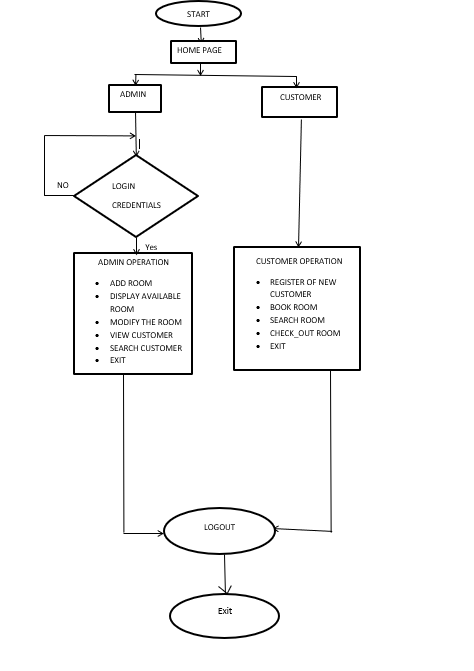 START
HOME PAGE
ADMIN
CUSTOMER
NO
LOGIN
CREDENTIALS
Yes
ADMIN OPERATION
• ADD ROOM
• DISPLAY AVAILABLE
ROOM
• MODIFY THE ROOM
• VIEW CUSTOMER
• SEARCH CUSTOMER
• EXIT
CUSTOMER OPERATION
• REGISTER OF NEW
CUSTOMER
• BOOK ROOM
• SEARCH ROOM
• CHECK_OUT ROOM
• EXIT
LOGOUT
Exit